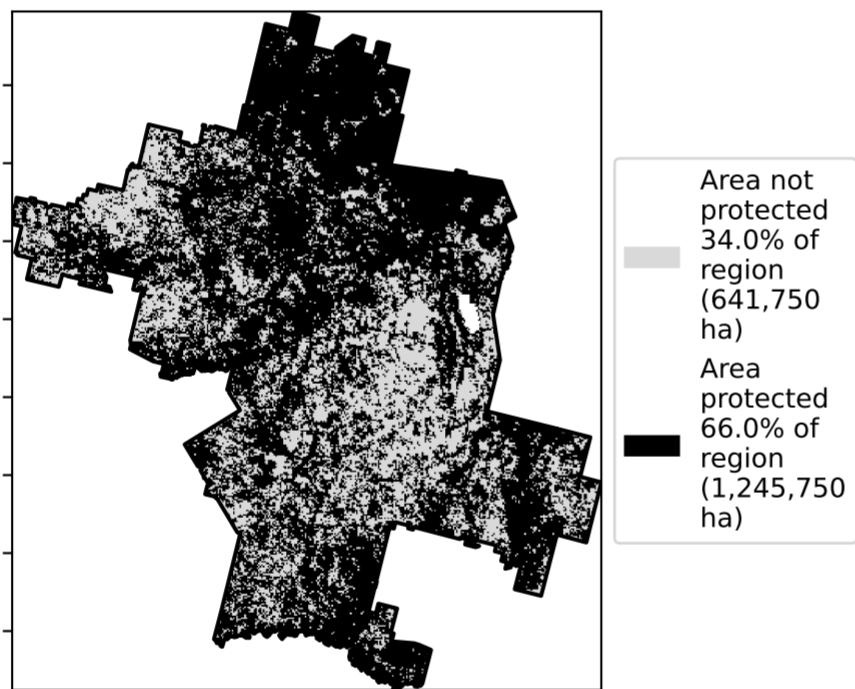 Area not
protected
34.0% of
region
(641,750
ha)
Area
protected
66.0% of
region
(1,245,750
ha)